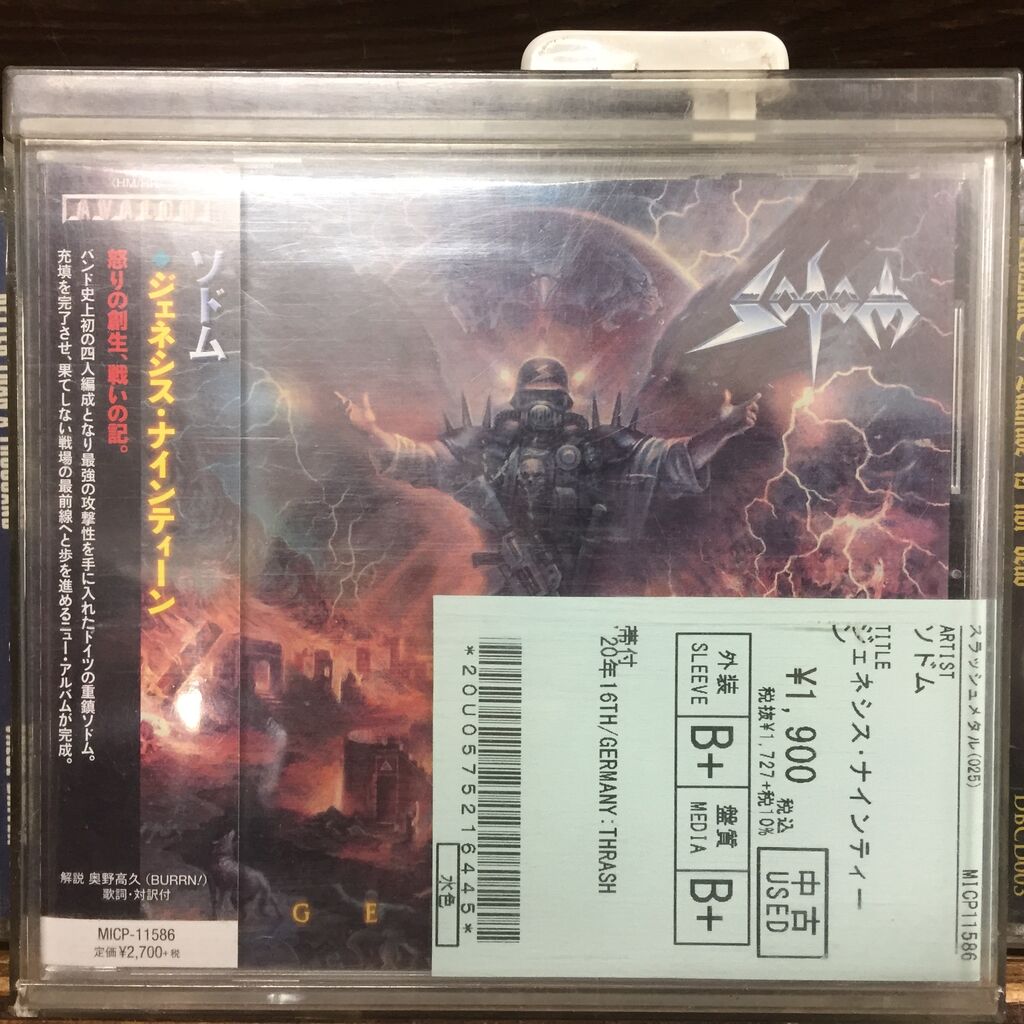 AVALON
ソドム
ジェネシス・ナインティーン
怒りの創生、戦いの記。
バンド史上初の四人編成となり最強の攻撃性を手に入れたドイツの重鎮ソドム。
充填を完了させ、果てしない戦場の最前線へと歩を進めるニュー・アルバムが完成。
解説 奥野高久 (BURRN!)
歌詞・対訳付
MICP-11586
定価¥2,700+税
SODOM
G E
スラッシュメタル(025) MICP11586
ARTIST
ソドム
TITLE
ジェネシス・ナインティー
ン
¥1,900 税込
税抜¥1,727+税10%
中古
USED
外装
SLEEVE
B+
盤質
MEDIA
B+
帯付
20年16TH/GERMANY:THRASH
*20U0575216445*
水色